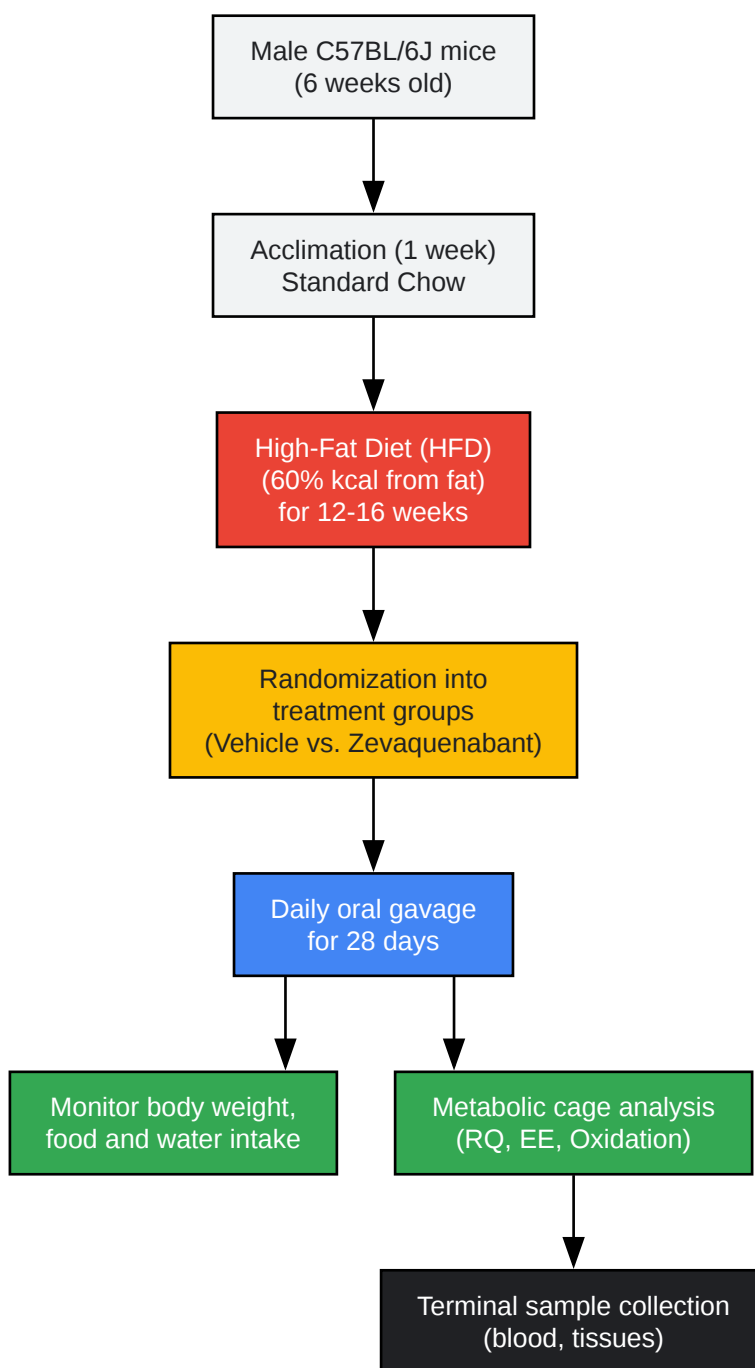 Male C57BL/6J mice
(6 weeks old)
Acclimation (1 week)
Standard Chow
High-Fat Diet (HFD)
(60% kcal from fat)
for 12-16 weeks
Randomization into
treatment groups
(Vehicle vs. Zevaquenabant)
Daily oral gavage
for 28 days
Monitor body weight,
food and water intake
Metabolic cage analysis
(RQ, EE, Oxidation)
Terminal sample collection
(blood, tissues)